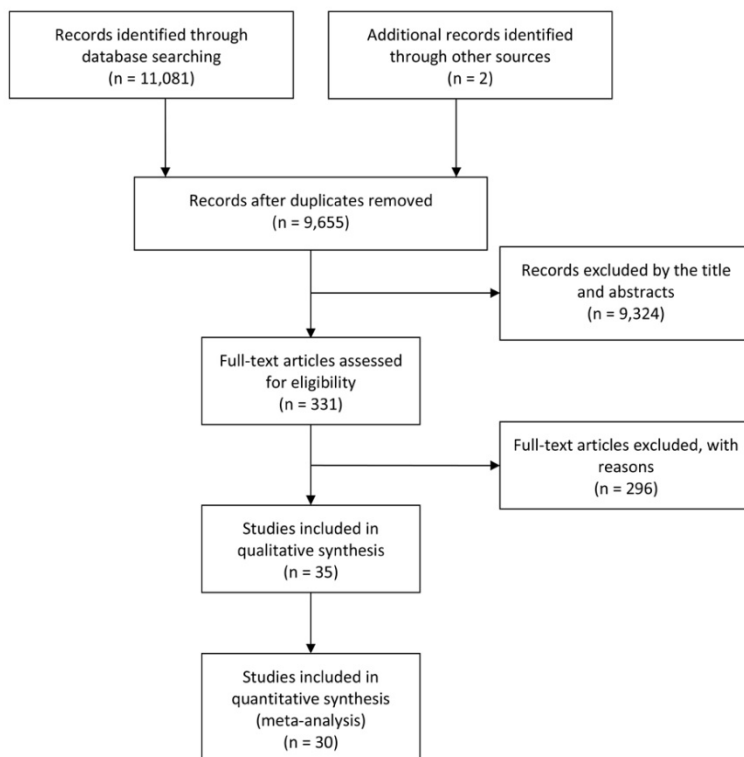 Records identified through
database searching
(n = 11,081)
Additional records identified
through other sources
(n = 2)
Records after duplicates removed
(n = 9,655)
Records excluded by the title
and abstracts
(n = 9,324)
Full-text articles assessed
for eligibility
(n = 331)
Full-text articles excluded, with
reasons
(n = 296)
Studies included in
qualitative synthesis
(n = 35)
Studies included in
quantitative synthesis
(meta-analysis)
(n = 30)